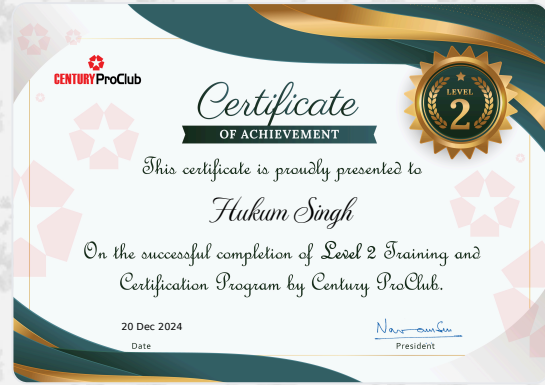 CENTURY ProClub
Certificate
OF ACHIEVEMENT
LEVEL
2
This certificate is proudly presented to
Hukum Singh
On the successful completion of Level 2 Training and
Certification Program by Century ProClub.
20 Dec 2024
Date
President